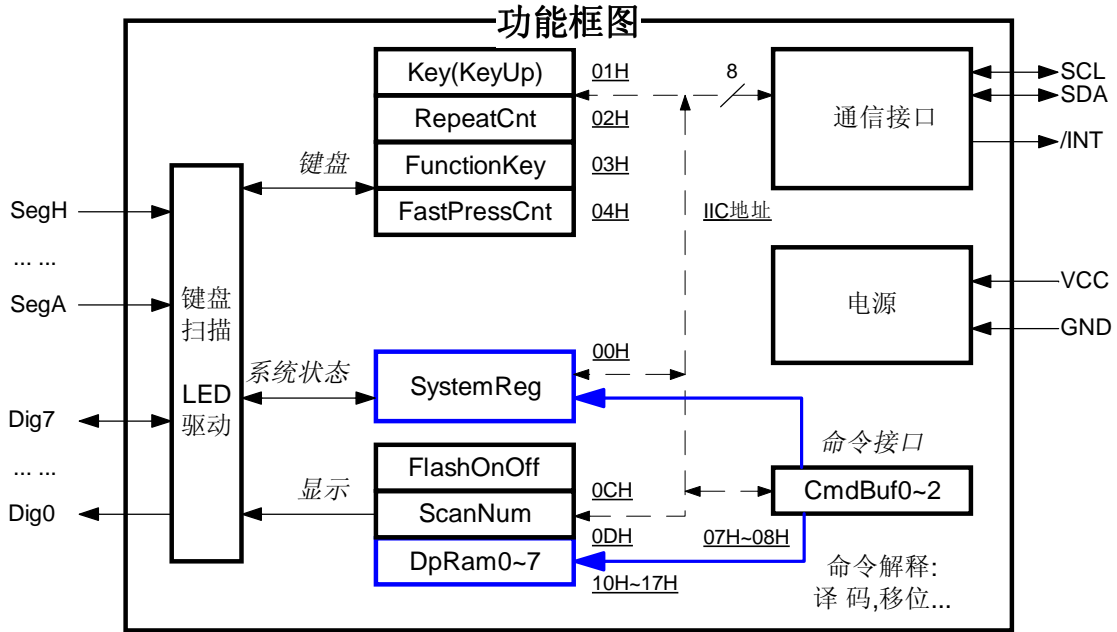 功能框图
Key(KeyUp)
01H
8
SCL
SDA
RepeatCnt
02H
通信接口
/INT
键盘
FunctionKey
03H
SegH
FastPressCnt
04H
IIC地址
... ...
SegA
键盘
扫描
LED
驱动
电源
VCC
GND
系统状态
SystemReg
00H
Dig7
命令接口
... ...
FlashOnOff
显示
0CH
CmdBuf0~2
Dig0
ScanNum
0DH
07H~08H
DpRam0~7
10H~17H
命令解释:
译 码,移位...